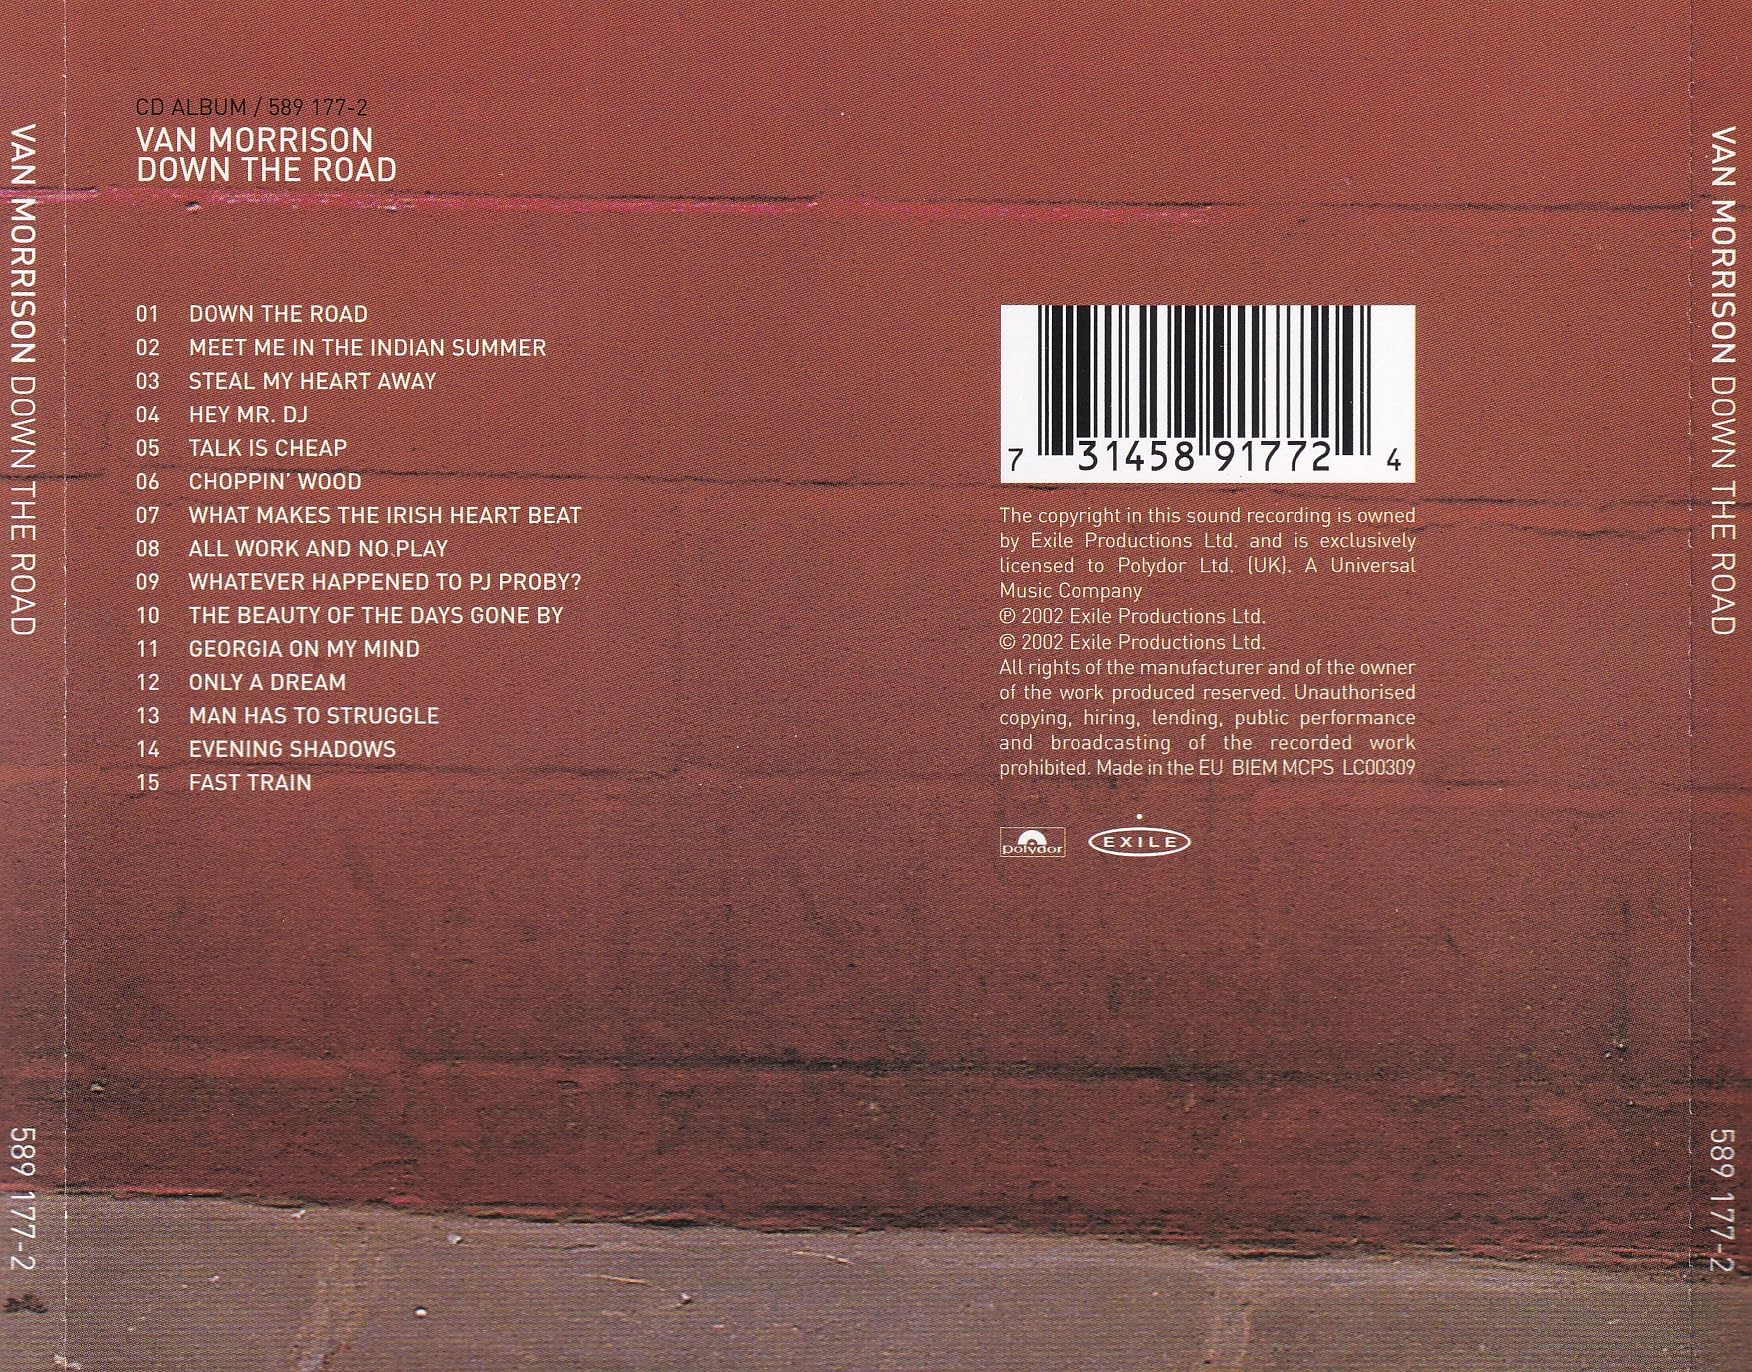 VAN MORRISON DOWN THE ROAD
589 177-2
CD ALBUM / 589 177-2
VAN MORRISON
DOWN THE ROAD
01 DOWN THE ROAD
02 MEET ME IN THE INDIAN SUMMER
03 STEAL MY HEART AWAY
04 HEY MR. DJ
05 TALK IS CHEAP
06 CHOPPIN' WOOD
07 WHAT MAKES THE IRISH HEART BEAT
08 ALL WORK AND NO PLAY
09 WHATEVER HAPPENED TO PJ PROBY?
10 THE BEAUTY OF THE DAYS GONE BY
11 GEORGIA ON MY MIND
12 ONLY A DREAM
13 MAN HAS TO STRUGGLE
14 EVENING SHADOWS
15 FAST TRAIN
7 31458 91772 4
The copyright in this sound recording is owned
by Exile Productions Ltd. and is exclusively
licensed to Polydor Ltd. (UK). A Universal
Music Company
℗ 2002 Exile Productions Ltd.
© 2002 Exile Productions Ltd.
All rights of the manufacturer and of the owner
of the work produced reserved. Unauthorised
copying, hiring, lending, public performance
and broadcasting of the recorded work
prohibited. Made in the EU BIEM MCPS LC00309
polydor EXILE
VAN MORRISON DOWN THE ROAD
589 177-2